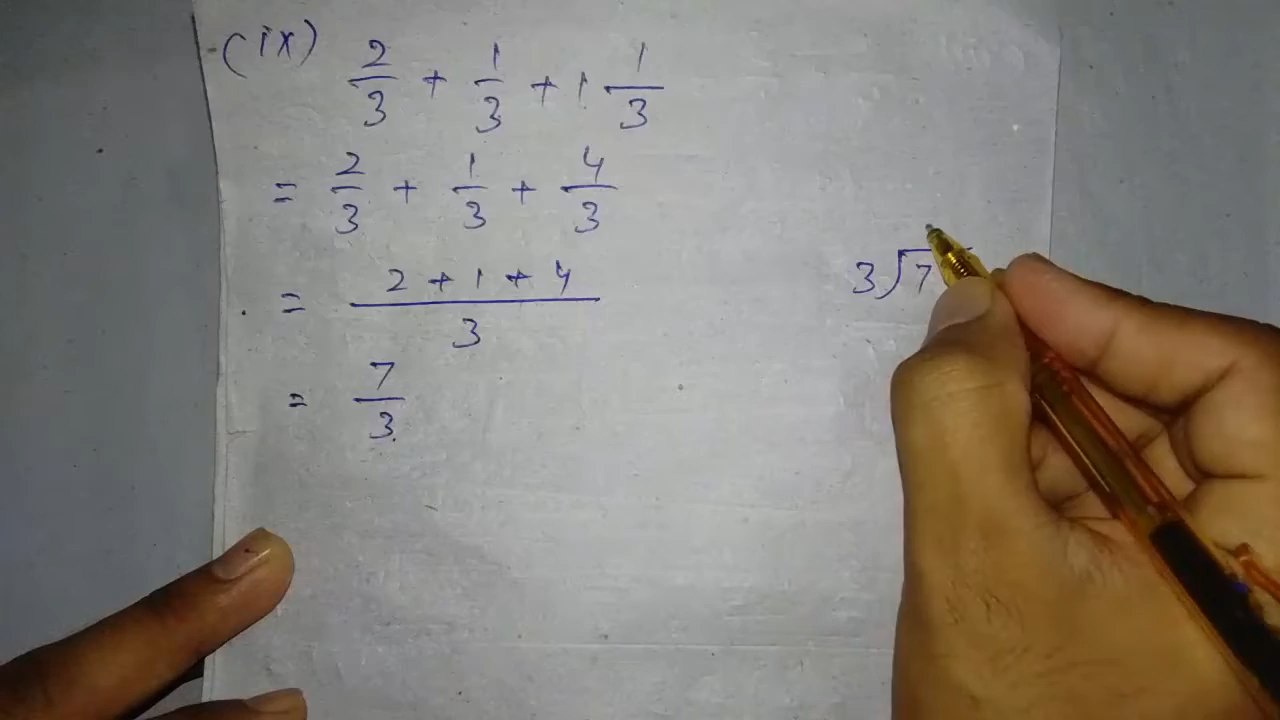 (ix) 2/3 + 1/3 + 1 1/3
= 2/3 + 1/3 + 4/3
= 2 + 1 + 4 / 3
= 7/3
3)7